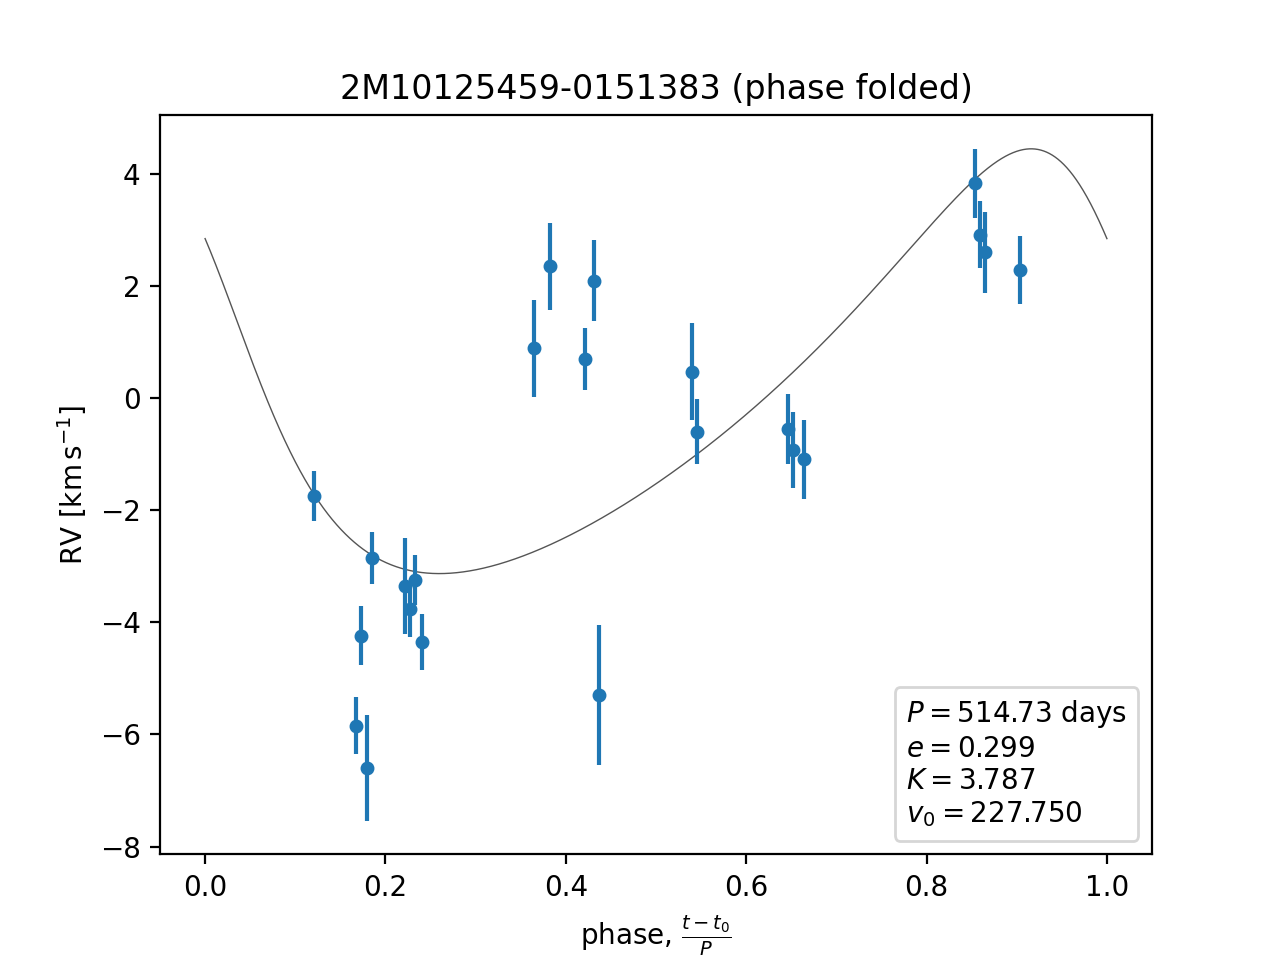 2M10125459-0151383 (phase folded)
RV [km s⁻¹]
4
2
0
−2
−4
−6
−8
P = 514.73 days
e = 0.299
K = 3.787
v₀ = 227.750
0.0 0.2 0.4 0.6 0.8 1.0
phase, (t − t₀)/P